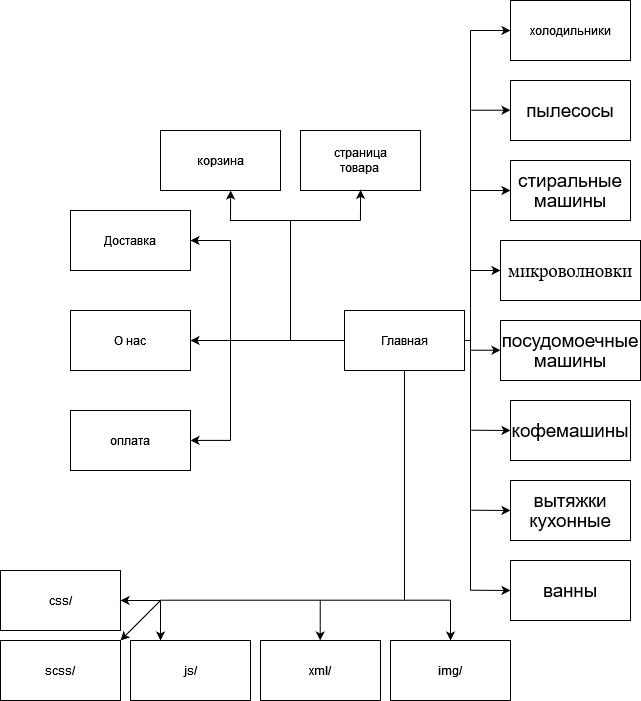 холодильники
пылесосы
корзина
страница
товара
стиральные
машины
Доставка
микроволновки
О нас
Главная
посудомоечные
машины
оплата
кофемашины
вытяжки
кухонные
css/
ванны
scss/
js/
xml/
img/